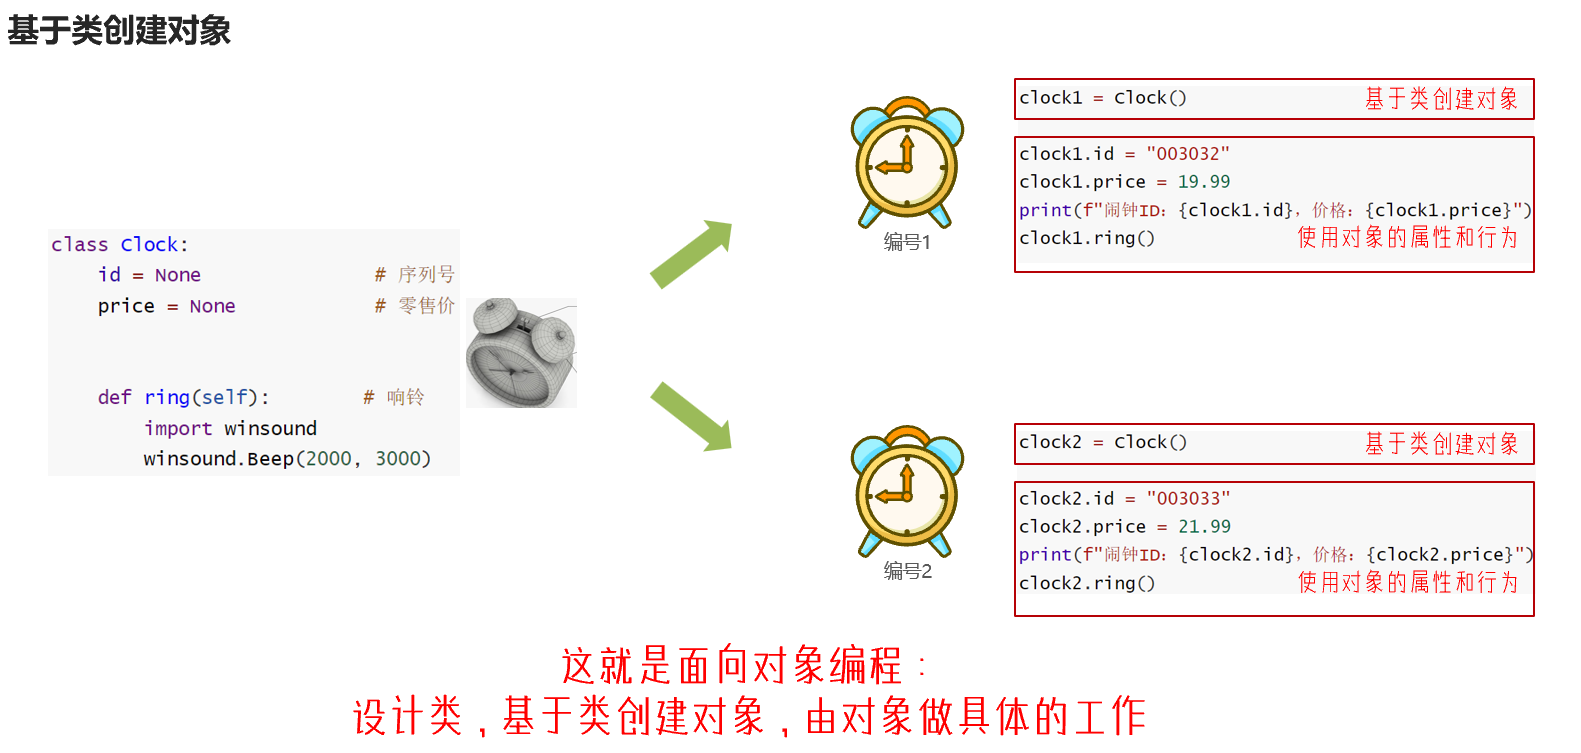 基于类创建对象
class Clock:
id = None # 序列号
price = None # 零售价
def ring(self): # 响铃
import winsound
winsound.Beep(2000, 3000)
编号1
clock1 = Clock() 基于类创建对象
clock1.id = "003032"
clock1.price = 19.99
print(f"闹钟ID：{clock1.id}，价格：{clock1.price}")
clock1.ring() 使用对象的属性和行为
编号2
clock2 = Clock() 基于类创建对象
clock2.id = "003033"
clock2.price = 21.99
print(f"闹钟ID：{clock2.id}，价格：{clock2.price}")
clock2.ring() 使用对象的属性和行为
这就是面向对象编程：
设计类，基于类创建对象，由对象做具体的工作